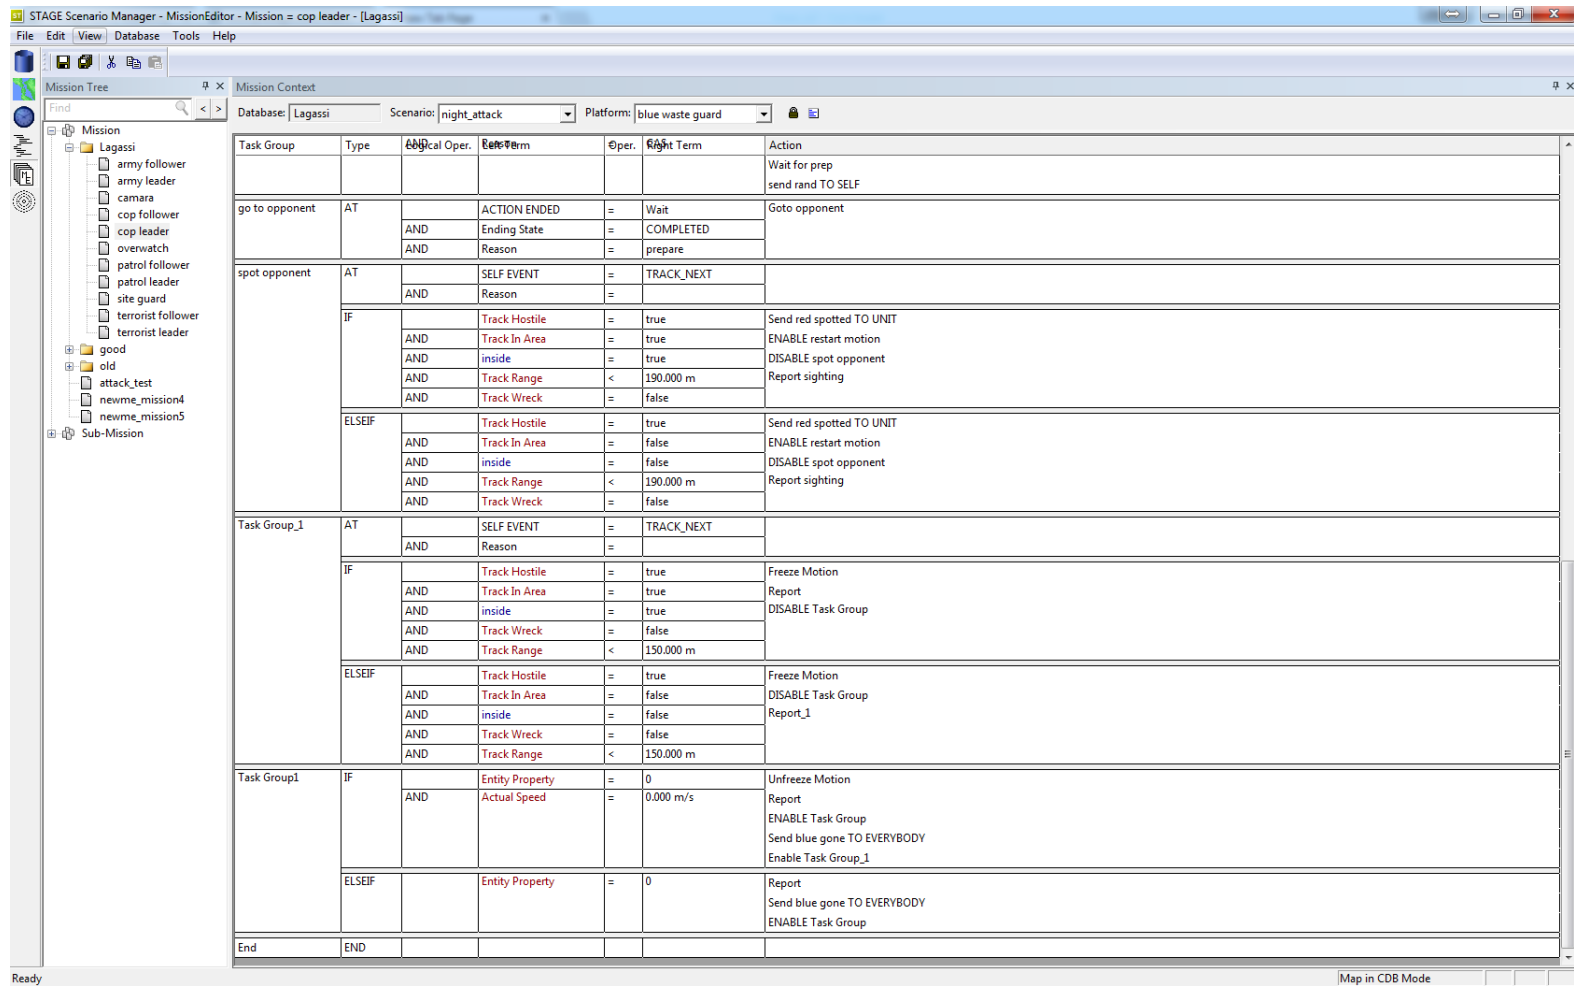 STAGE Scenario Manager - MissionEditor - Mission = cop leader - [Lagassi]
File Edit View Database Tools Help
Mission Tree
Mission Context
Find
< >
Database: Lagassi Scenario: night_attack Platform: blue waste guard
Mission
Lagassi
army follower
army leader
camara
cop follower
cop leader
overwatch
patrol follower
patrol leader
site guard
terrorist follower
terrorist leader
good
old
attack_test
newme_mission4
newme_mission5
Sub-Mission
Task Group Type Logical Oper. Left Term Oper. Right Term Action
AND Reason = CAS
Wait for prep
send rand TO SELF
go to opponent AT ACTION ENDED = Wait Goto opponent
AND Ending State = COMPLETED
AND Reason = prepare
spot opponent AT SELF EVENT = TRACK_NEXT
AND Reason =
IF Track Hostile = true Send red spotted TO UNIT
AND Track In Area = true ENABLE restart motion
AND inside = true DISABLE spot opponent
AND Track Range < 190.000 m Report sighting
AND Track Wreck = false
ELSEIF Track Hostile = true Send red spotted TO UNIT
AND Track In Area = false ENABLE restart motion
AND inside = false DISABLE spot opponent
AND Track Range < 190.000 m Report sighting
AND Track Wreck = false
Task Group_1 AT SELF EVENT = TRACK_NEXT
AND Reason =
IF Track Hostile = true Freeze Motion
AND Track In Area = true Report
AND inside = true DISABLE Task Group
AND Track Wreck = false
AND Track Range < 150.000 m
ELSEIF Track Hostile = true Freeze Motion
AND Track In Area = false DISABLE Task Group
AND inside = false Report_1
AND Track Wreck = false
AND Track Range < 150.000 m
Task Group1 IF Entity Property = 0 Unfreeze Motion
AND Actual Speed = 0.000 m/s Report
ENABLE Task Group
Send blue gone TO EVERYBODY
Enable Task Group_1
ELSEIF Entity Property = 0 Report
Send blue gone TO EVERYBODY
ENABLE Task Group
End END
Ready
Map in CDB Mode